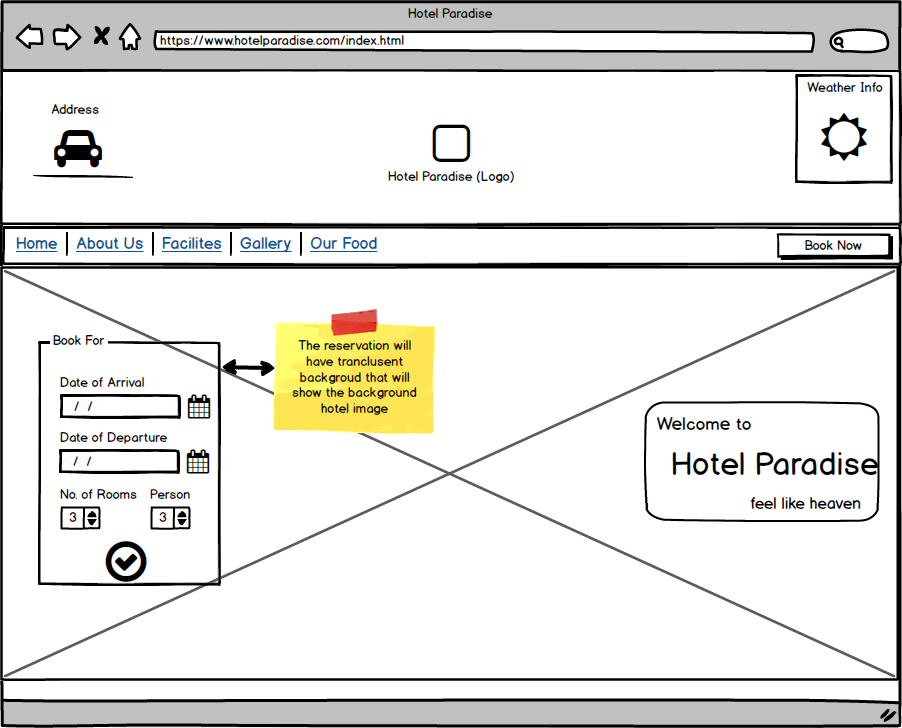 Hotel Paradise
https://www.hotelparadise.com/index.html
Address
Weather Info
Hotel Paradise (Logo)
Home
About Us
Facilites
Gallery
Our Food
Book Now
Book For
Date of Arrival
/ /
Date of Departure
/ /
No. of Rooms
Person
3
3
The reservation will
have tranclusent
backgroud that will
show the background
hotel image
Welcome to
Hotel Paradise
feel like heaven